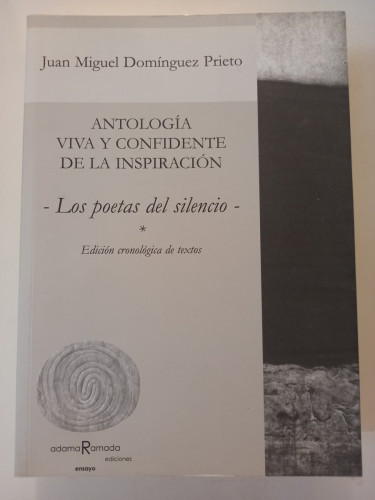 Juan Miguel Domínguez Prieto
ANTOLOGÍA
VIVA Y CONFIDENTE
DE LA INSPIRACIÓN
- Los poetas del silencio -
*
Edición cronológica de textos
adamaRamada
ediciones
ensayo